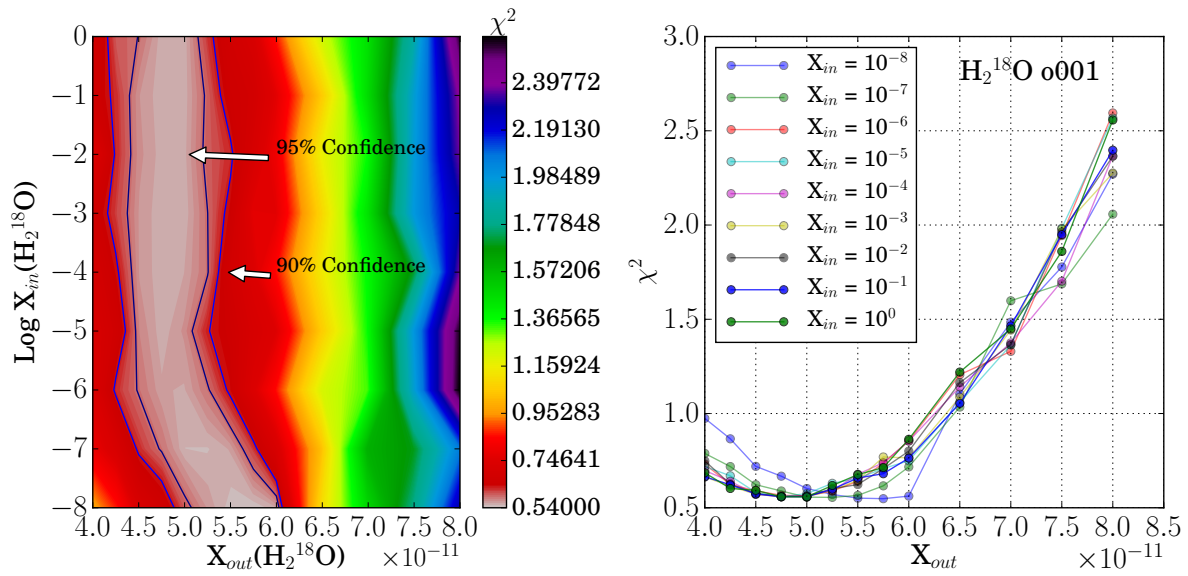 χ²
0
−1
−2
−3
−4
−5
−6
−7
−8
Log X_in(H₂¹⁸O)
95% Confidence
90% Confidence
4.0 4.5 5.0 5.5 6.0 6.5 7.0 7.5 8.0
X_out(H₂¹⁸O) ×10⁻¹¹
2.39772
2.19130
1.98489
1.77848
1.57206
1.36565
1.15924
0.95283
0.74641
0.54000
χ²
3.0
2.5
2.0
1.5
1.0
0.5
X_in = 10⁻⁸
X_in = 10⁻⁷
X_in = 10⁻⁶
X_in = 10⁻⁵
X_in = 10⁻⁴
X_in = 10⁻³
X_in = 10⁻²
X_in = 10⁻¹
X_in = 10⁰
H₂¹⁸O o001
4.0 4.5 5.0 5.5 6.0 6.5 7.0 7.5 8.0 8.5
X_out ×10⁻¹¹